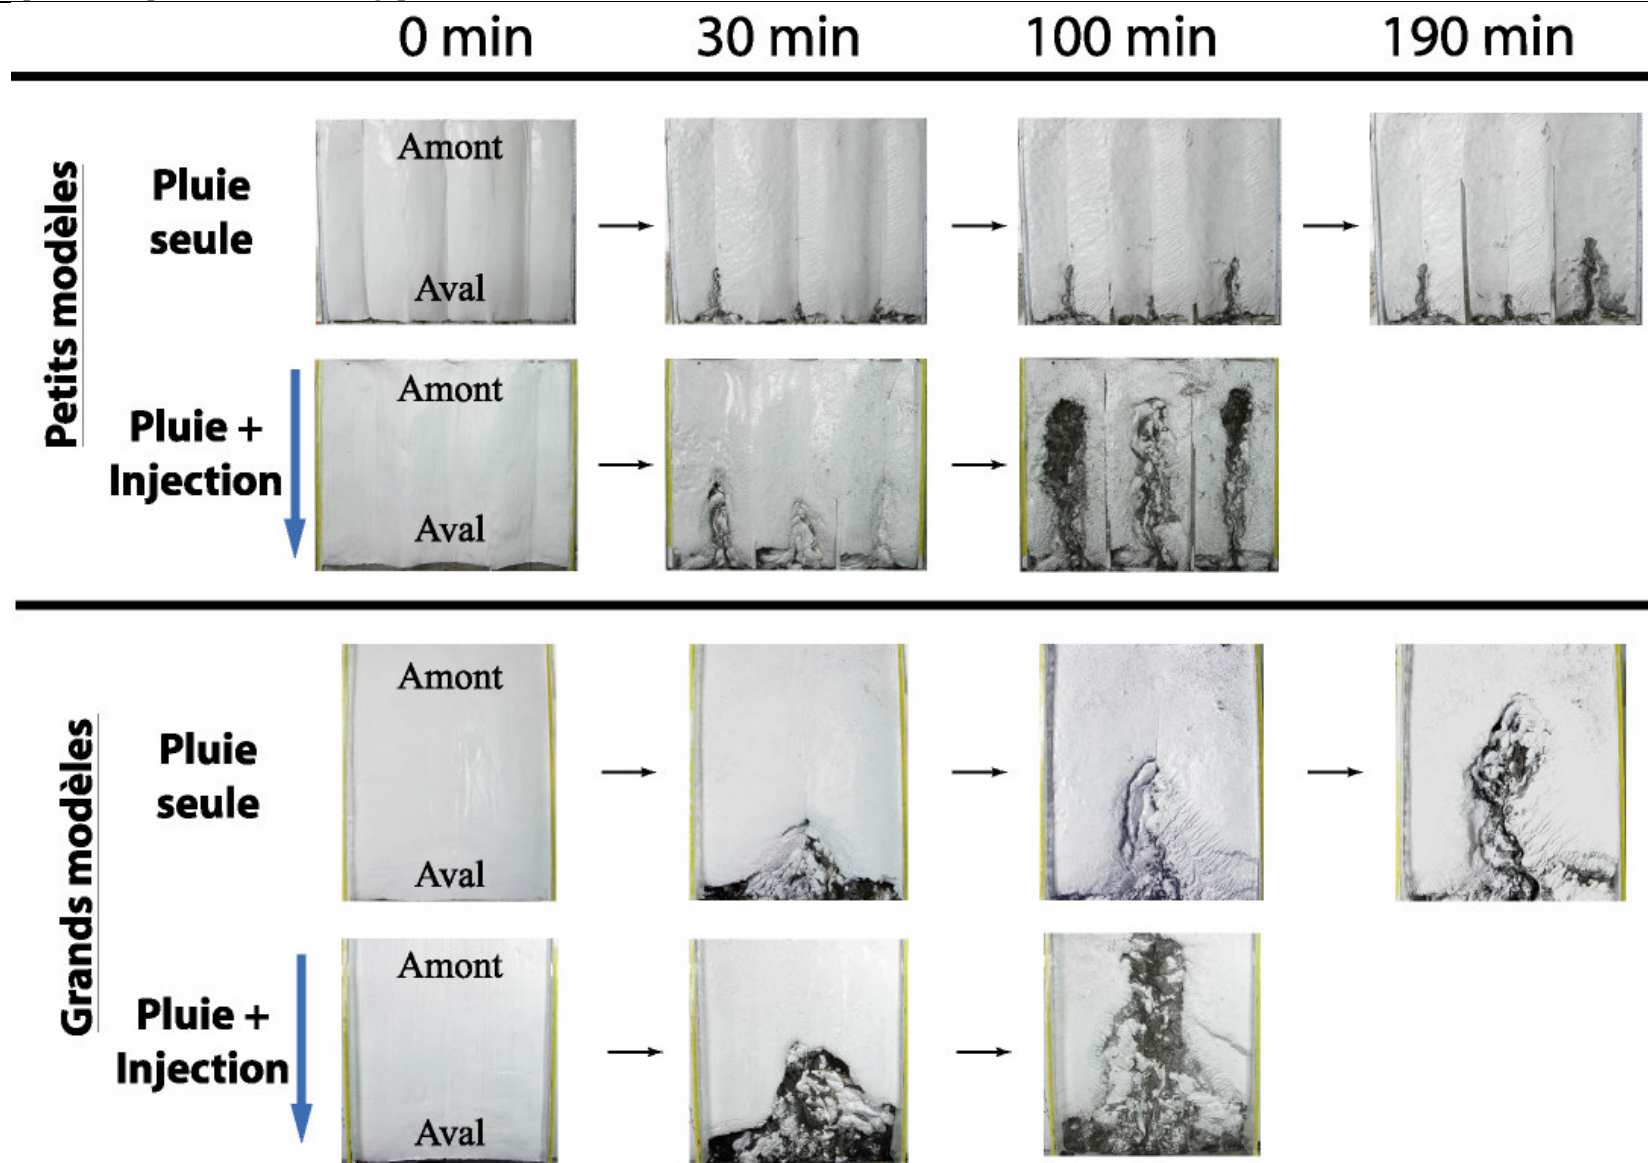 0 min 30 min 100 min 190 min
Petits modèles
Pluie
seule
Amont
Aval
Pluie +
Injection
Amont
Aval
Grands modèles
Pluie
seule
Amont
Aval
Pluie +
Injection
Amont
Aval